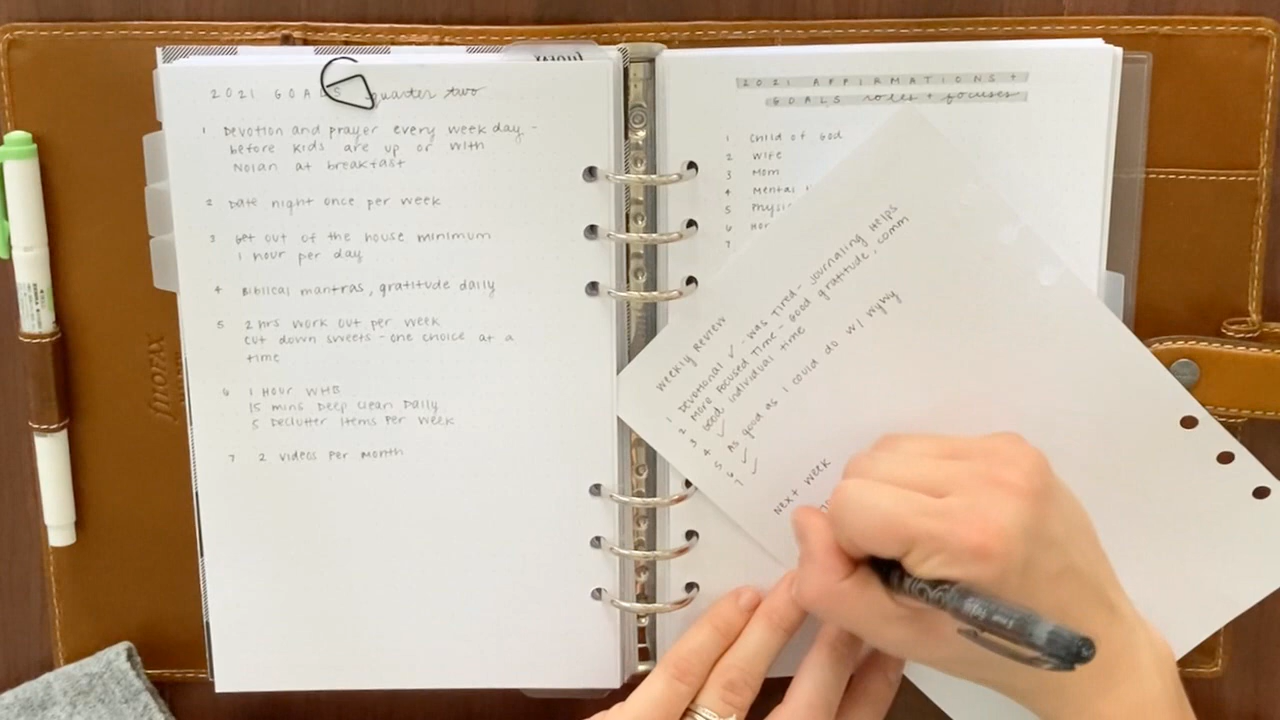 2021 GOALS quarter two
1 Devotion and prayer every week day -
before kids are up or with
Nolan at breakfast
2 Date night once per week
3 Get out of the house minimum
1 hour per day
4 Biblical mantras, gratitude daily
5 2 hrs work out per week
cut down sweets - one choice at a
time
6 1 Hour WHB
15 mins Deep clean Daily
5 Declutter items per week
7 2 videos per month
2021 AFFIRMATIONS +
GOALS roles + focuses
1 Child of God
2 Wife
3 Mom
4 Mental
5
6
7
Weekly Review
1 Devotional ✓ - was tired - journaling helps
2 More focused time - Good gratitude, comm
3 Good individual time
4 ✓
5 As good as I could do w/
6 ✓
7 ✓
Next week
filofax